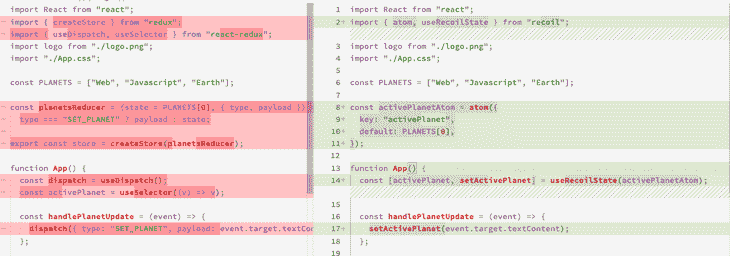 import React from "react";
import { createStore } from "redux";
import { useDispatch, useSelector } from "react-redux";
import logo from "./logo.png";
import "./App.css";
const PLANETS = ["Web", "Javascript", "Earth"];
const planetsReducer = (state = PLANETS[0], { type, payload })
type === "SET_PLANET" ? payload : state;
export const store = createStore(planetsReducer);
function App() {
const dispatch = useDispatch();
const activePlanet = useSelector((v) => v);
const handlePlanetUpdate = (event) => {
dispatch({ type: "SET_PLANET", payload: event.target.textCon
};
1 import React from "react";
2 import { atom, useRecoilState } from "recoil";
3 import logo from "./logo.png";
4 import "./App.css";
5
6 const PLANETS = ["Web", "Javascript", "Earth"];
7
8 const activePlanetAtom = atom({
9 key: "activePlanet",
10 default: PLANETS[0],
11 });
12
13 function App() {
14 const [activePlanet, setActivePlanet] = useRecoilState(activePlanetAtom);
15
16 const handlePlanetUpdate = (event) => {
17 setActivePlanet(event.target.textContent);
18 };
19